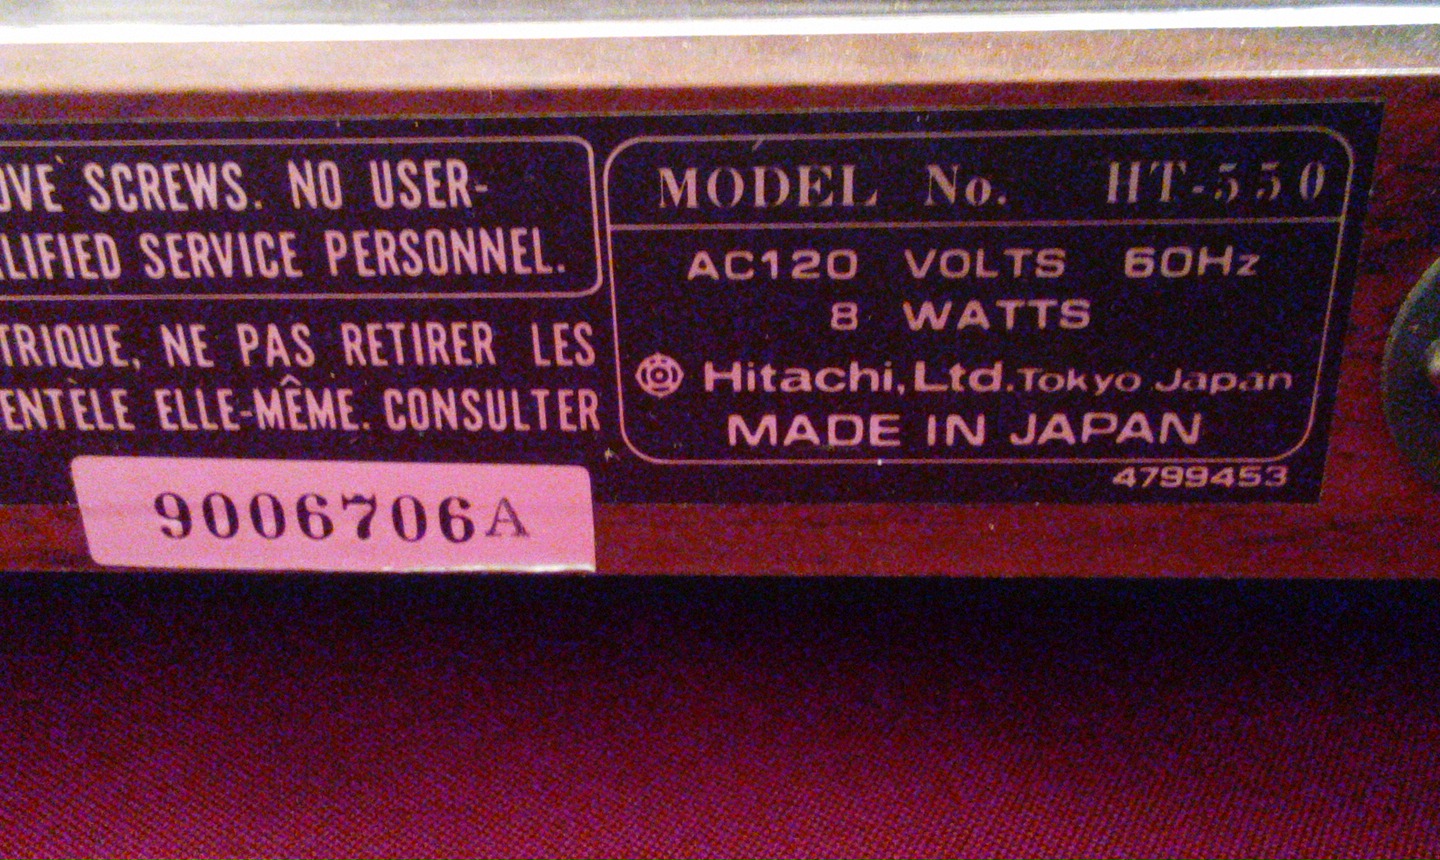 OVE SCREWS. NO USER-
LIFIED SERVICE PERSONNEL.
TRIQUE, NE PAS RETIRER LES
ENTÈLE ELLE-MÊME. CONSULTER
9006706A
MODEL No. HT-550
AC120 VOLTS 60Hz
8 WATTS
Hitachi, Ltd. Tokyo Japan
MADE IN JAPAN
4799453